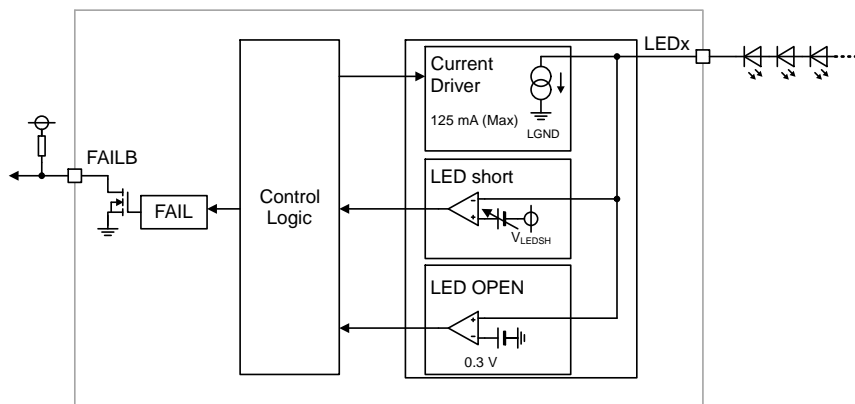 LEDx
Current
Driver
125 mA (Max)
LGND
FAILB
LED short
-
+
VLEDSH
Control
Logic
FAIL
LED OPEN
+
-
0.3 V